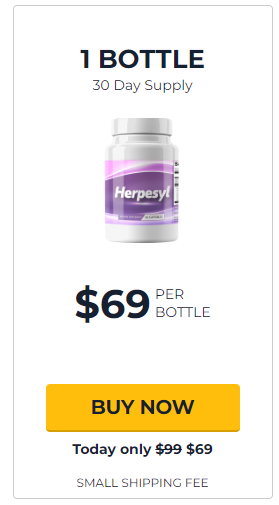 1 BOTTLE
30 Day Supply
Herpesyl
$69 PER
BOTTLE
BUY NOW
Today only $99 $69
SMALL SHIPPING FEE